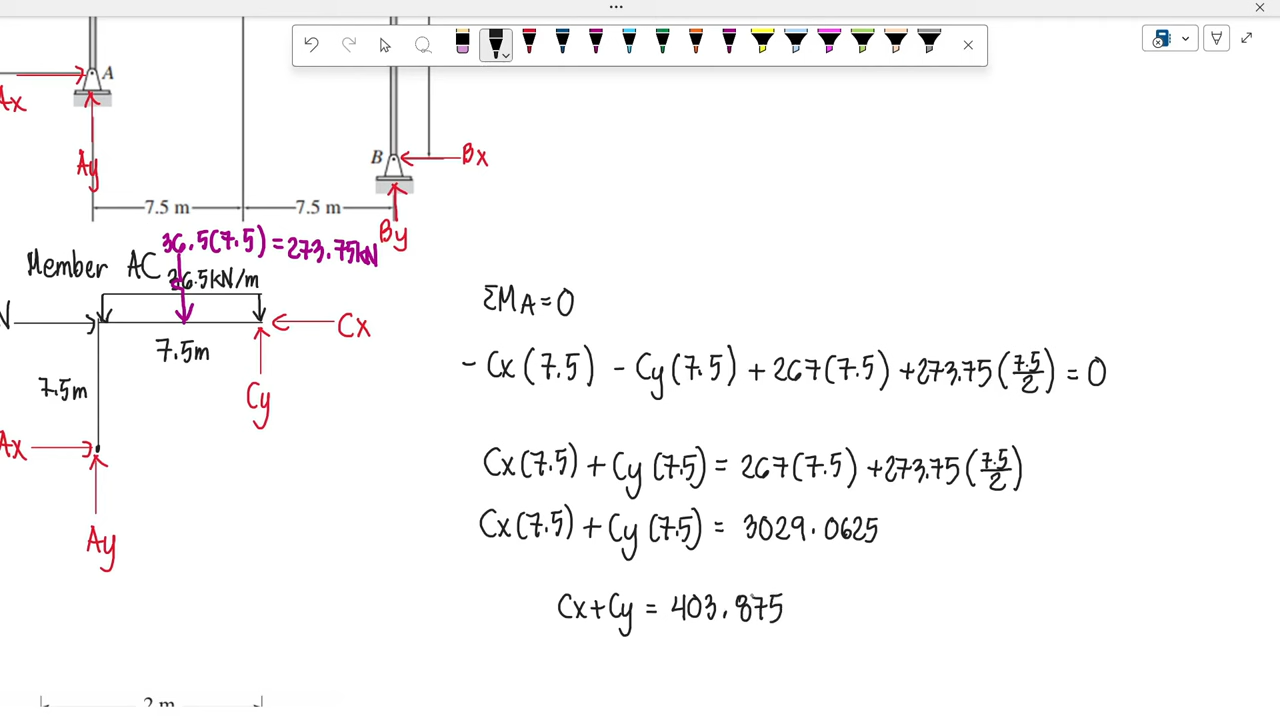 A
Ax
Ay
B
Bx
7.5 m
7.5 m
By
36.5(7.5) = 273.75kN
Member AC
26.5kN/m
N
Cx
7.5m
7.5m
Cy
Ax
Ay
ΣMA=0
- Cx(7.5) - Cy(7.5) + 267(7.5) + 273.75(7.5/2) = 0
Cx(7.5) + Cy(7.5) = 267(7.5) + 273.75(7.5/2)
Cx(7.5) + Cy(7.5) = 3029.0625
Cx+Cy = 403.875
2 m